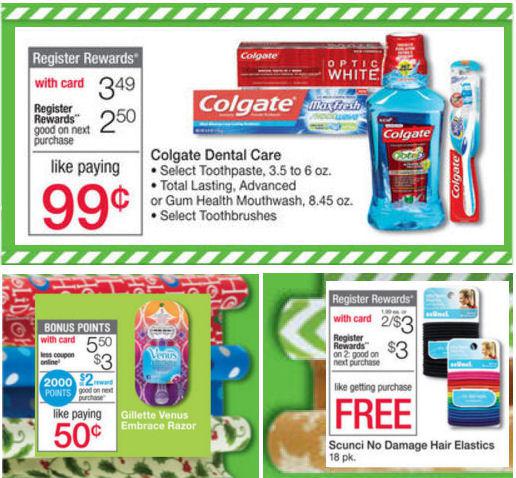 Register Rewards*
with card 3 49
Register
Rewards**
good on next
purchase
2 50
like paying
99¢
Colgate
OPTIC
WHITE
Colgate
MaxFresh
Colgate
Total
Colgate
Colgate Dental Care
• Select Toothpaste, 3.5 to 6 oz.
• Total Lasting, Advanced
or Gum Health Mouthwash, 8.45 oz.
• Select Toothbrushes
BONUS POINTS
with card 5 50
less coupon
online†
$3
2000
POINTS
$2 reward
good on next
purchase*
like paying
50¢
Venus
Gillette Venus
Embrace Razor
Register Rewards*
1.99 ea. or
with card 2/$3
Register
Rewards**
on 2: good on
next purchase
$3
like getting purchase
FREE
scünci
scünci
Scunci No Damage Hair Elastics
18 pk.